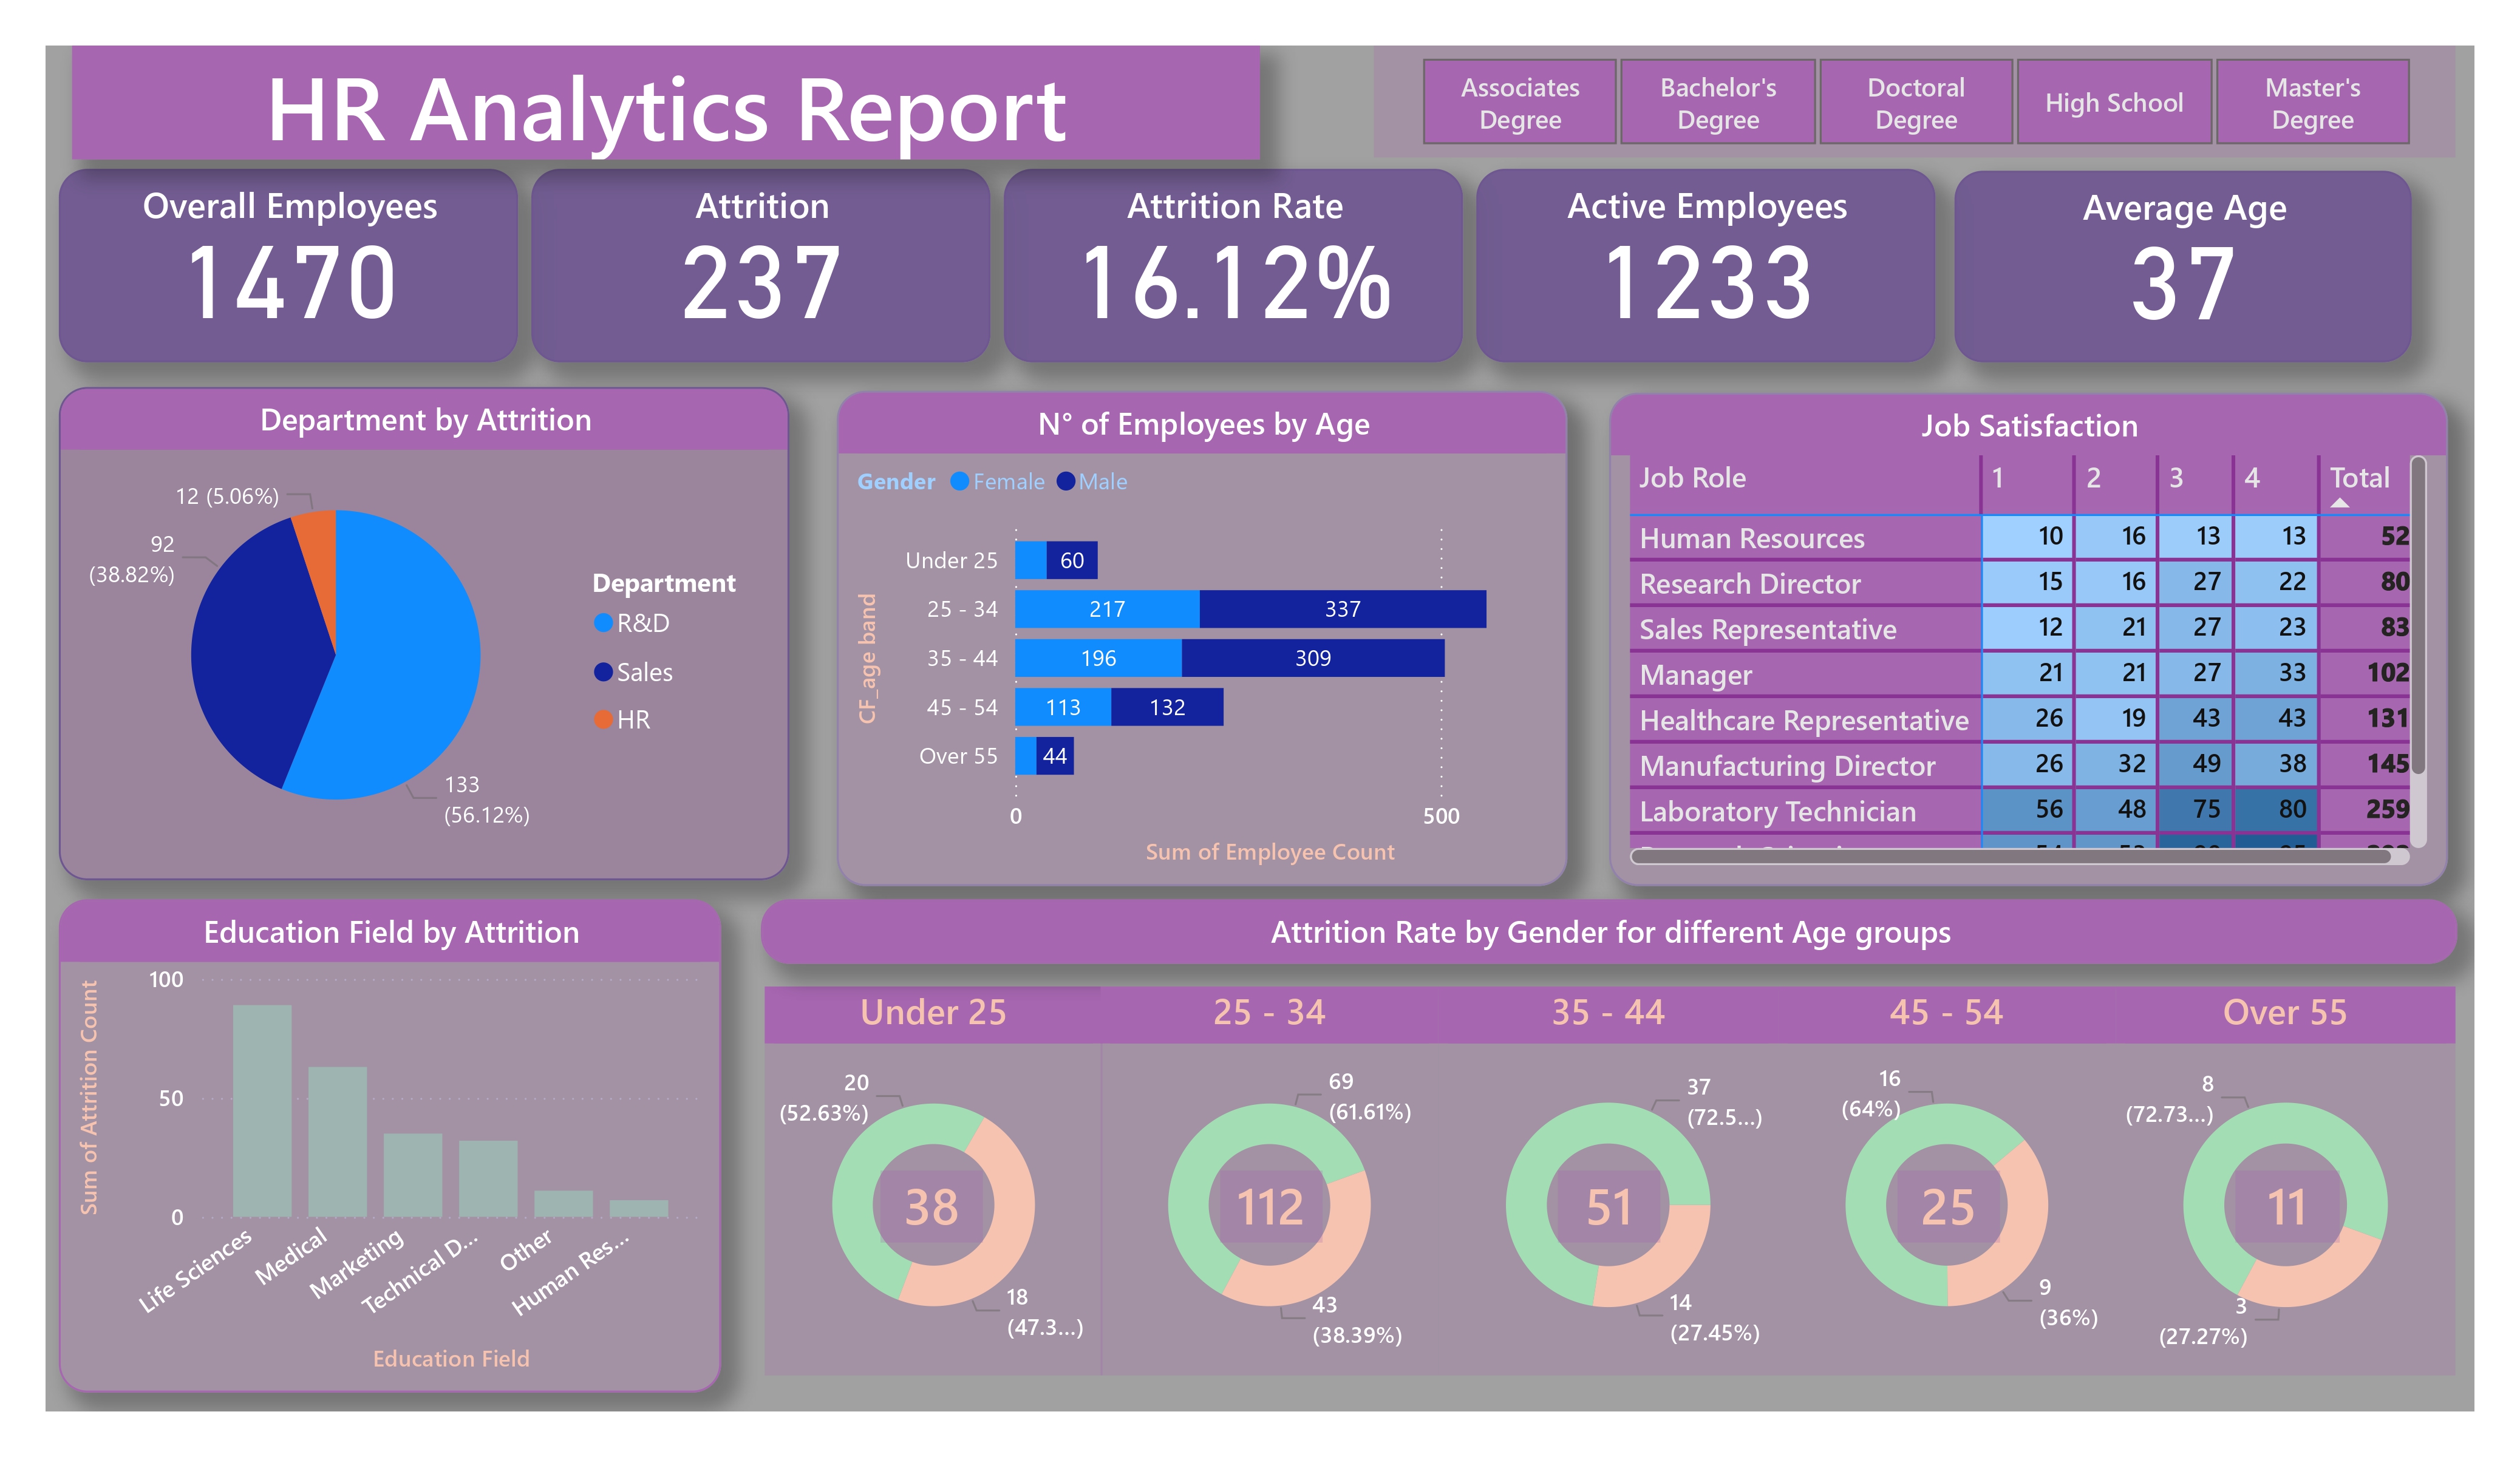 HR Analytics Report
Associates
Degree
Bachelor's
Degree
Doctoral
Degree
High School
Master's
Degree
Overall Employees
1470
Attrition
237
Attrition Rate
16.12%
Active Employees
1233
Average Age
37
Department by Attrition
12 (5.06%)
92
(38.82%)
133
(56.12%)
Department
R&D
Sales
HR
N° of Employees by Age
Gender Female Male
CF_age band
Under 25 60
25 - 34 217 337
35 - 44 196 309
45 - 54 113 132
Over 55 44
0 500
Sum of Employee Count
Job Satisfaction
Job Role 1 2 3 4 Total
Human Resources 10 16 13 13 52
Research Director 15 16 27 22 80
Sales Representative 12 21 27 23 83
Manager 21 21 27 33 102
Healthcare Representative 26 19 43 43 131
Manufacturing Director 26 32 49 38 145
Laboratory Technician 56 48 75 80 259
Education Field by Attrition
Sum of Attrition Count
100
50
0
Life Sciences
Medical
Marketing
Technical D...
Other
Human Res...
Education Field
Attrition Rate by Gender for different Age groups
Under 25
20
(52.63%)
38
18
(47.3...)
25 - 34
69
(61.61%)
112
43
(38.39%)
35 - 44
37
(72.5...)
51
14
(27.45%)
45 - 54
16
(64%)
25
9
(36%)
Over 55
8
(72.73...)
11
3
(27.27%)